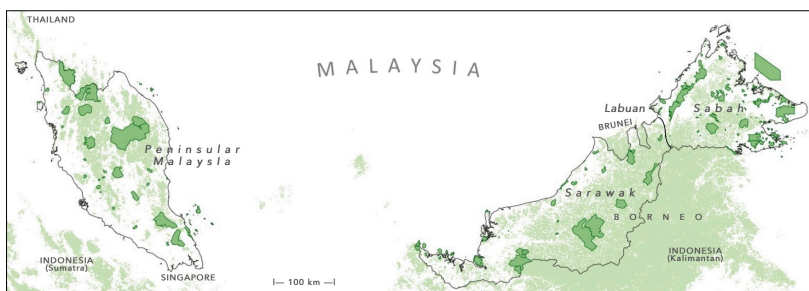 THAILAND
MALAYSIA
Peninsular
Malaysia
INDONESIA
(Sumatra)
SINGAPORE
100 km
Labuan
Sabah
BRUNEI
Sarawak
BORNEO
INDONESIA
(Kalimantan)